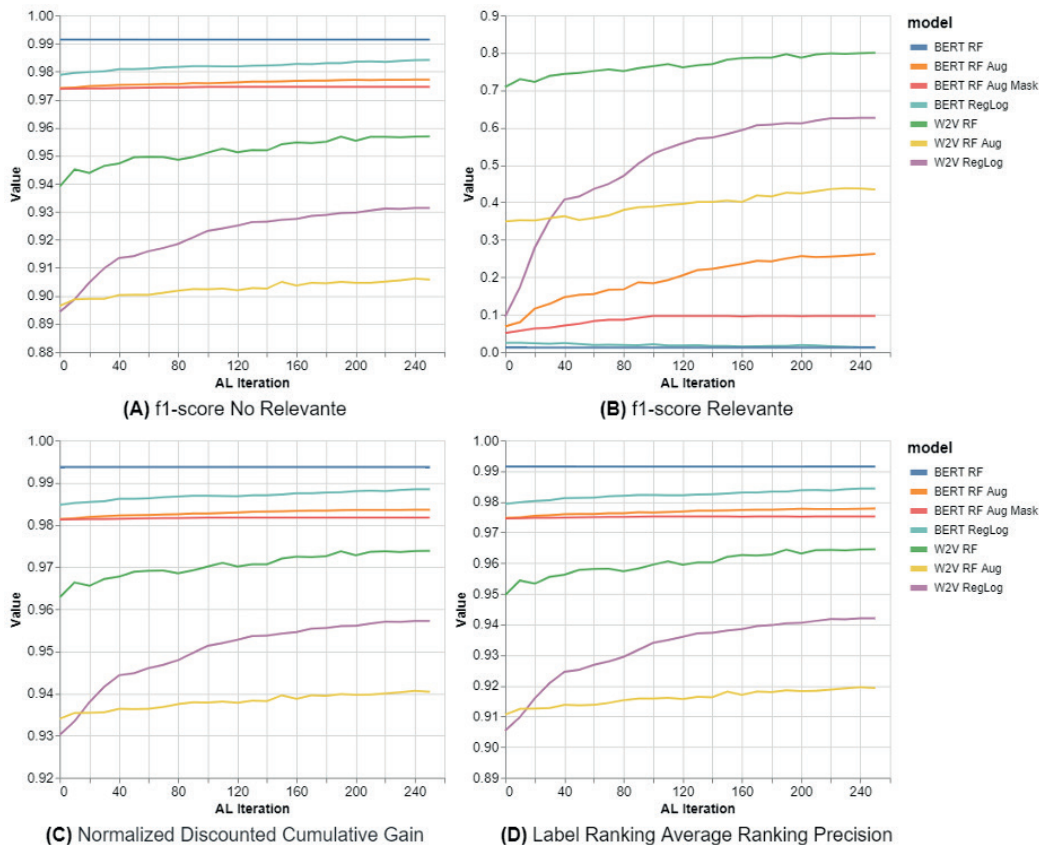 1.00
0.99
0.98
0.97
0.96
0.95
0.94
0.93
0.92
0.91
0.90
0.89
0.88
Value
0 40 80 120 160 200 240
AL Iteration
(A) f1-score No Relevante
0.9
0.8
0.7
0.6
0.5
0.4
0.3
0.2
0.1
0.0
Value
0 40 80 120 160 200 240
AL Iteration
(B) f1-score Relevante
model
BERT RF
BERT RF Aug
BERT RF Aug Mask
BERT RegLog
W2V RF
W2V RF Aug
W2V RegLog
1.00
0.99
0.98
0.97
0.96
0.95
0.94
0.93
0.92
Value
0 40 80 120 160 200 240
AL Iteration
(C) Normalized Discounted Cumulative Gain
1.00
0.99
0.98
0.97
0.96
0.95
0.94
0.93
0.92
0.91
0.90
0.89
Value
0 40 80 120 160 200 240
AL Iteration
(D) Label Ranking Average Ranking Precision
model
BERT RF
BERT RF Aug
BERT RF Aug Mask
BERT RegLog
W2V RF
W2V RF Aug
W2V RegLog